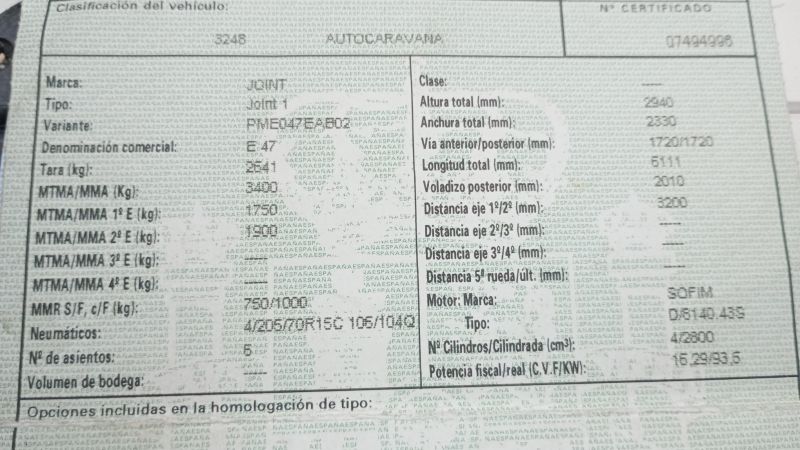 Clasificación del vehículo:
Nº CERTIFICADO
3248 AUTOCARAVANA
07494996
Marca: JOINT
Tipo: Joint 1
Variante: PME047EAB02
Denominación comercial: E 47
Tara (kg): 2641
MTMA/MMA (Kg): 3400
MTMA/MMA 1º E (kg): 1750
MTMA/MMA 2º E (kg): 1900
MTMA/MMA 3º E (kg): -----
MTMA/MMA 4º E (kg): -----
MMR S/F, c/F (kg): 750/1000
Neumáticos: 4/205/70R15C 106/104Q
Nº de asientos: 6
Volumen de bodega: -----
Clase: -----
Altura total (mm): 2940
Anchura total (mm): 2330
Via anterior/posterior (mm): 1720/1720
Longitud total (mm): 6111
Voladizo posterior (mm): 2010
Distancia eje 1º/2º (mm): 3200
Distancia eje 2º/3º (mm): -----
Distancia eje 3º/4º (mm): -----
Distancia 5ª rueda/últ. (mm): -----
Motor: Marca: SOFIM
Tipo: D/8140.43S
Nº Cilindros/Cilindrada (cm³): 4/2800
Potencia fiscal/real (C.V.F/KW): 16,29/93,5
Opciones incluidas en la homologación de tipo: